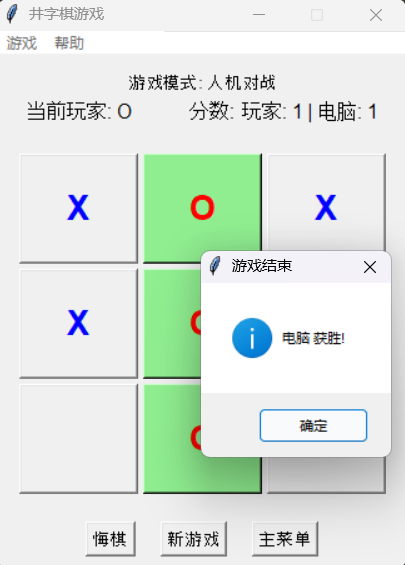 井字棋游戏
游戏 帮助
游戏模式: 人机对战
当前玩家: O 分数: 玩家: 1 | 电脑: 1
X O X
游戏结束
X
电脑 获胜!
确定
悔棋 新游戏 主菜单